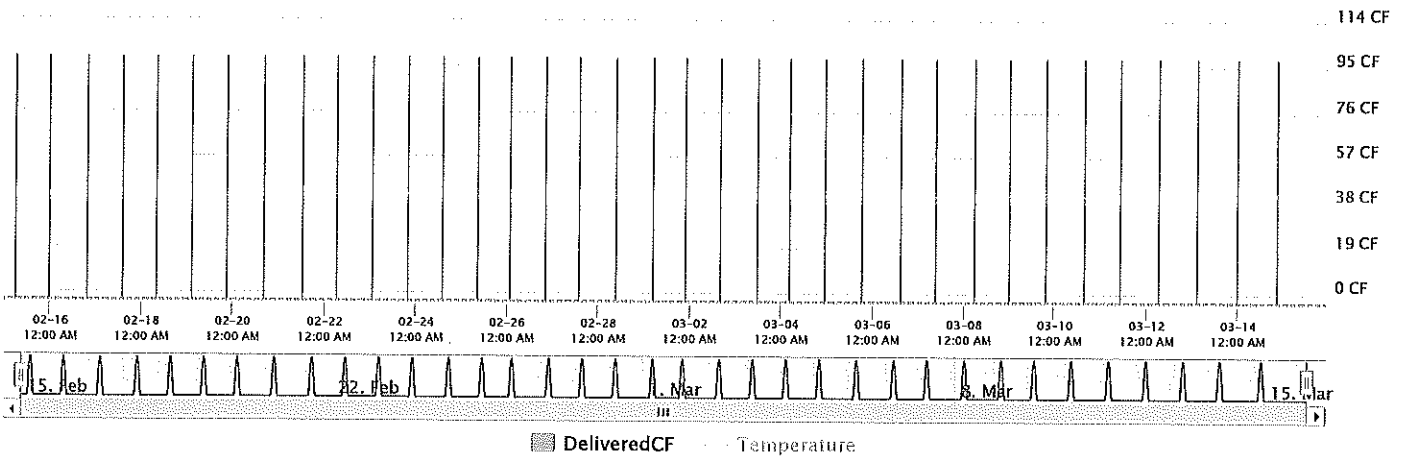 114 CF
95 CF
76 CF
57 CF
38 CF
19 CF
0 CF
02-16 02-18 02-20 02-22 02-24 02-26 02-28 03-02 03-04 03-06 03-08 03-10 03-12 03-14
12:00 AM 12:00 AM 12:00 AM 12:00 AM 12:00 AM 12:00 AM 12:00 AM 12:00 AM 12:00 AM 12:00 AM 12:00 AM 12:00 AM 12:00 AM 12:00 AM
15. Feb 22. Feb 1. Mar 8. Mar 15. Mar
DeliveredCF Temperature